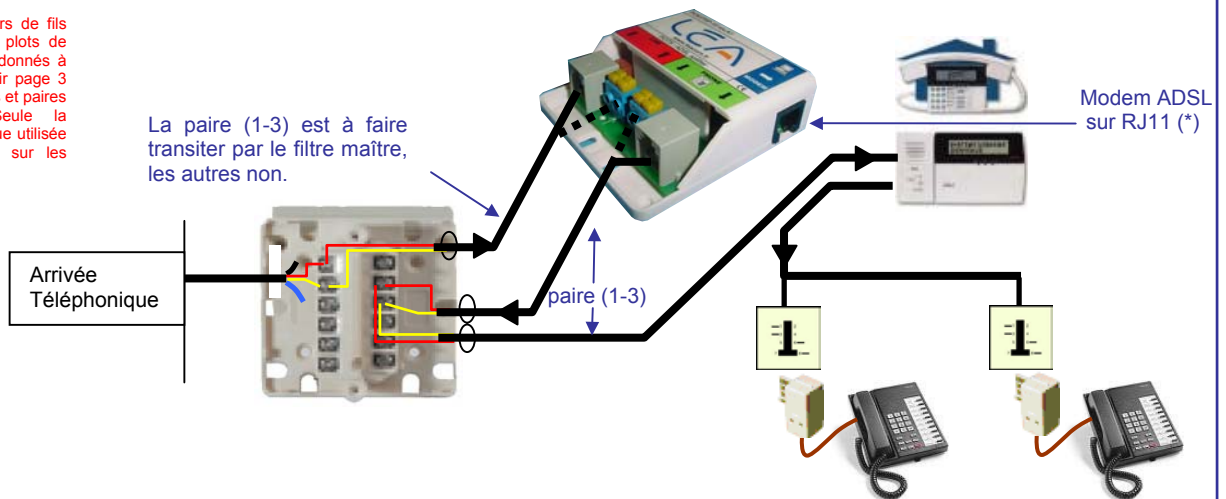 rs de fils
plots de
donnés à
ir page 3
et paires
Seule la
ue utilisée
sur les
La paire (1-3) est à faire
transiter par le filtre maître,
les autres non.
LEA
Modem ADSL
sur RJ11 (*)
Arrivée
Téléphonique
paire (1-3)